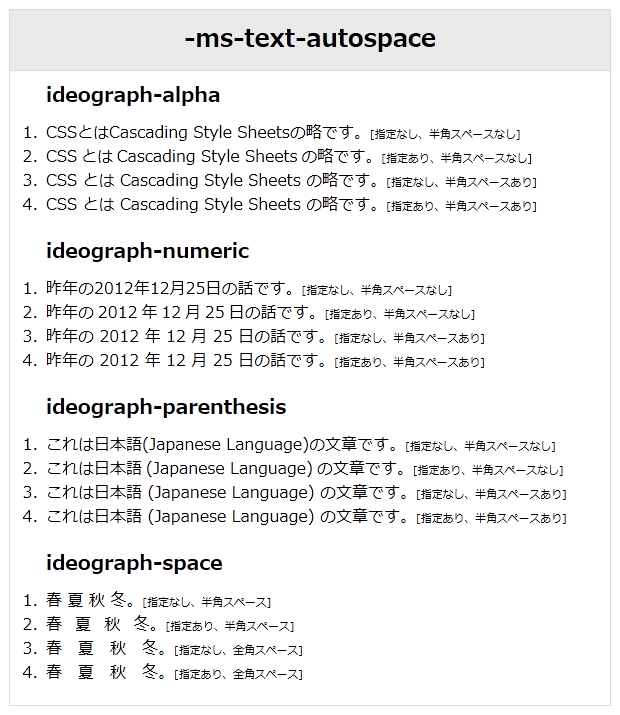 -ms-text-autospace
ideograph-alpha
1. CSSとはCascading Style Sheetsの略です。[指定なし、半角スペースなし]
2. CSS とは Cascading Style Sheets の略です。[指定あり、半角スペースなし]
3. CSS とは Cascading Style Sheets の略です。[指定なし、半角スペースあり]
4. CSS とは Cascading Style Sheets の略です。[指定あり、半角スペースあり]
ideograph-numeric
1. 昨年の2012年12月25日の話です。[指定なし、半角スペースなし]
2. 昨年の 2012 年 12 月 25 日の話です。[指定あり、半角スペースなし]
3. 昨年の 2012 年 12 月 25 日の話です。[指定なし、半角スペースあり]
4. 昨年の 2012 年 12 月 25 日の話です。[指定あり、半角スペースあり]
ideograph-parenthesis
1. これは日本語(Japanese Language)の文章です。[指定なし、半角スペースなし]
2. これは日本語 (Japanese Language) の文章です。[指定あり、半角スペースなし]
3. これは日本語 (Japanese Language) の文章です。[指定なし、半角スペースあり]
4. これは日本語 (Japanese Language) の文章です。[指定あり、半角スペースあり]
ideograph-space
1. 春 夏 秋 冬。[指定なし、半角スペース]
2. 春 夏 秋 冬。[指定あり、半角スペース]
3. 春　夏　秋　冬。[指定なし、全角スペース]
4. 春　夏　秋　冬。[指定あり、全角スペース]